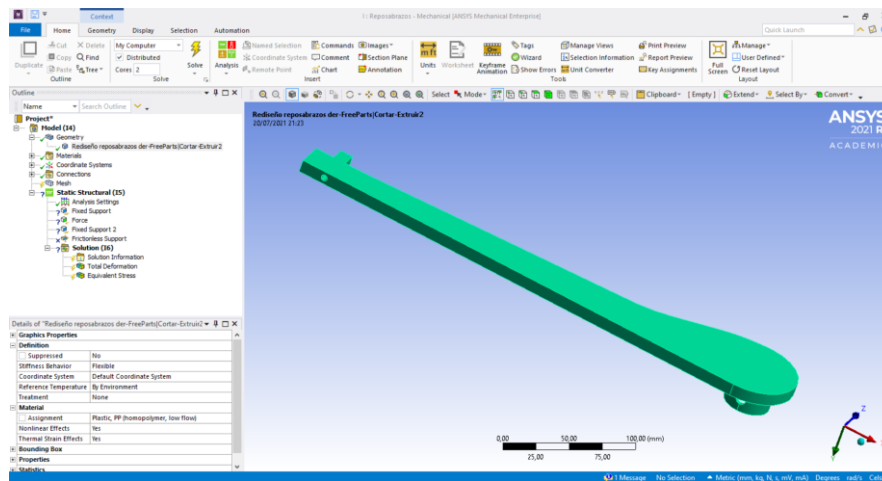 Context
I : Reposabrazos - Mechanical [ANSYS Mechanical Enterprise]
File Home Geometry Display Selection Automation Quick Launch
Duplicate
Cut X Delete
Copy Find
Paste Tree
Outline
My Computer
Distributed
Cores 2
Solve
Solve
Analysis
Named Selection Commands Images
Coordinate System Comment Section Plane
Remote Point Chart Annotation
Insert
Units Worksheet Keyframe Animation
Tags Manage Views Print Preview
Wizard Selection Information Report Preview
Show Errors Unit Converter Key Assignments
Tools
Full Screen
Manage
User Defined
Reset Layout
Layout
Outline
Name Search Outline
Select Mode Clipboard [Empty] Extend Select By Convert
Project*
Model (I4)
Geometry
Rediseño reposabrazos der-FreeParts|Cortar-Extruir2
Materials
Coordinate Systems
Connections
Mesh
Static Structural (I5)
Analysis Settings
Fixed Support
Force
Fixed Support 2
Frictionless Support
Solution (I6)
Solution Information
Total Deformation
Equivalent Stress
Details of "Rediseño reposabrazos der-FreeParts|Cortar-Extruir2
Graphics Properties
Definition
Suppressed No
Stiffness Behavior Flexible
Coordinate System Default Coordinate System
Reference Temperature By Environment
Treatment None
Material
Assignment Plastic, PP (homopolymer, low flow)
Nonlinear Effects Yes
Thermal Strain Effects Yes
Bounding Box
Properties
Statistics
Rediseño reposabrazos der-FreeParts|Cortar-Extruir2
20/07/2021 21:23
ANSYS
2021 R
ACADEMIC
0,00 50,00 100,00 (mm)
25,00 75,00
Z
Y
1 Message No Selection Metric (mm, kg, N, s, mV, mA) Degrees rad/s Cels